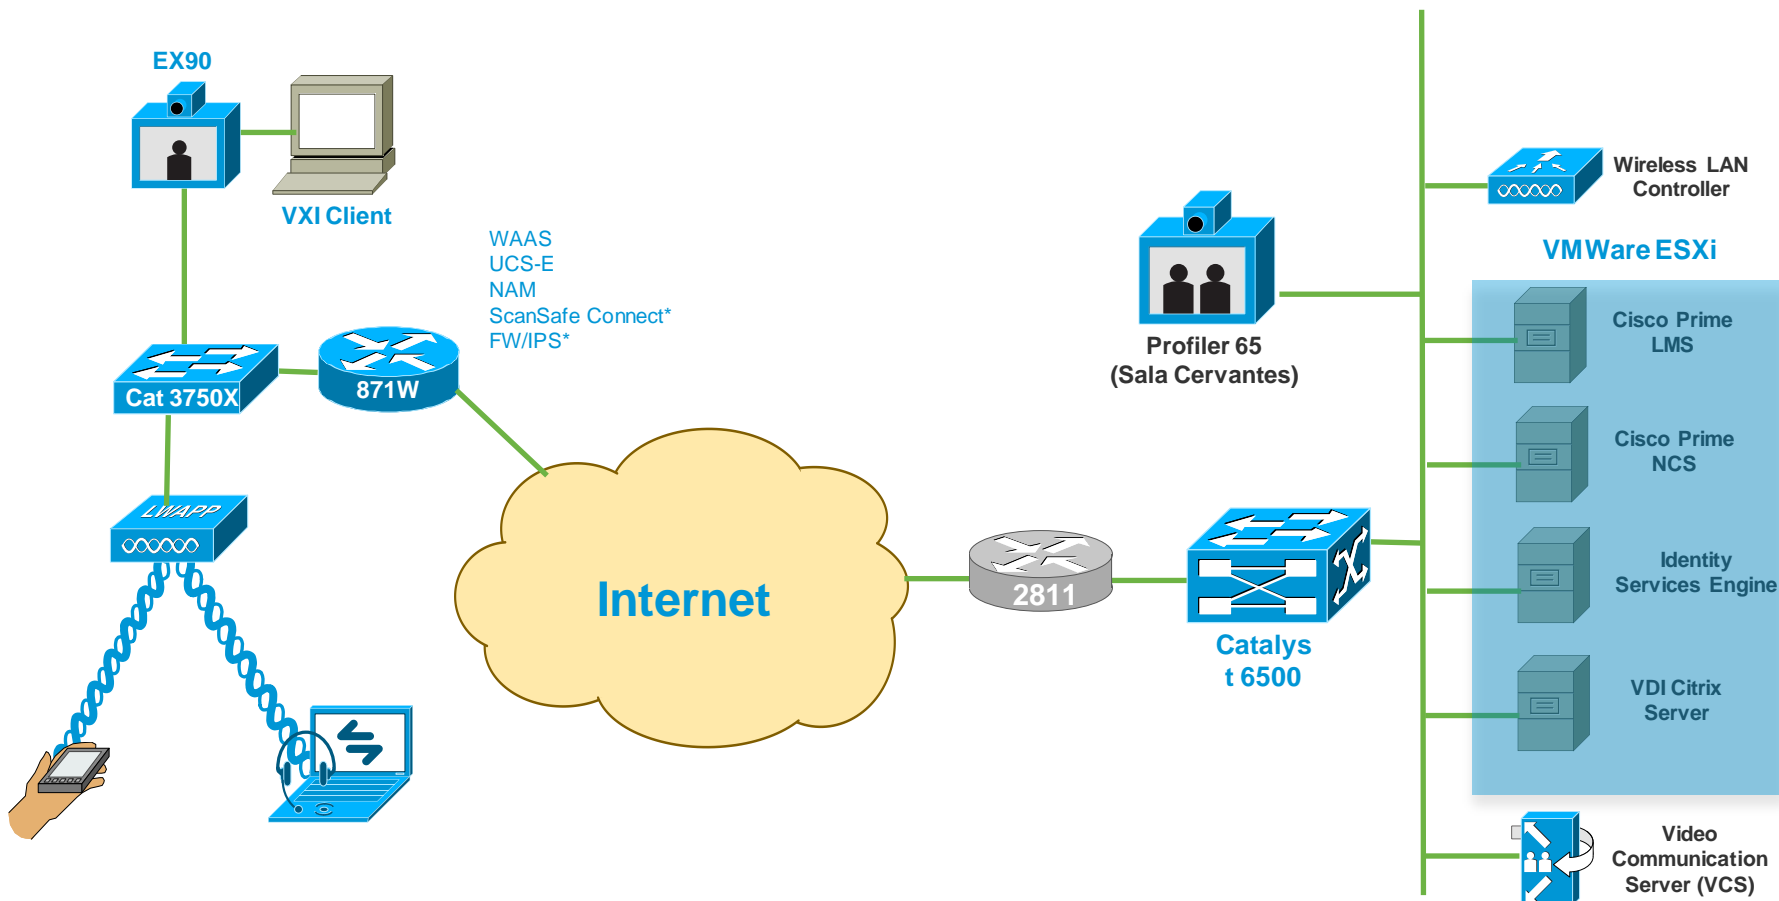 EX90
VXI Client
WAAS
UCS-E
NAM
ScanSafe Connect*
FW/IPS*
Cat 3750X
871W
LWAPP
Internet
2811
Catalys
t 6500
Profiler 65
(Sala Cervantes)
Wireless LAN
Controller
VMWare ESXi
Cisco Prime
LMS
Cisco Prime
NCS
Identity
Services Engine
VDI Citrix
Server
Video
Communication
Server (VCS)